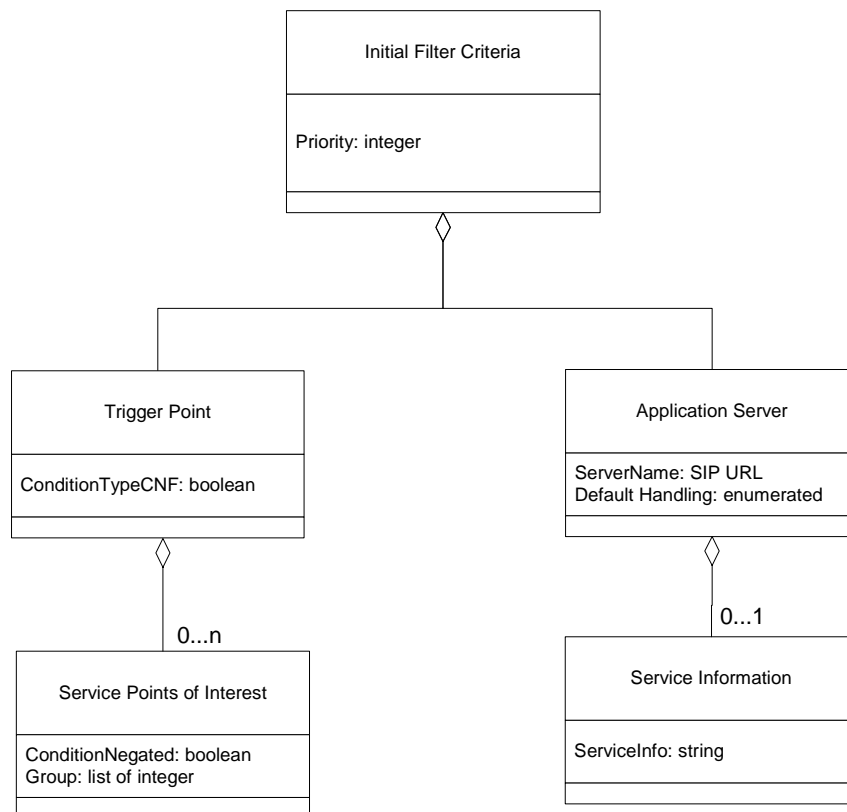 Initial Filter Criteria
Priority: integer
Trigger Point
ConditionTypeCNF: boolean
Application Server
ServerName: SIP URL
Default Handling: enumerated
0...n
0...1
Service Points of Interest
ConditionNegated: boolean
Group: list of integer
Service Information
ServiceInfo: string